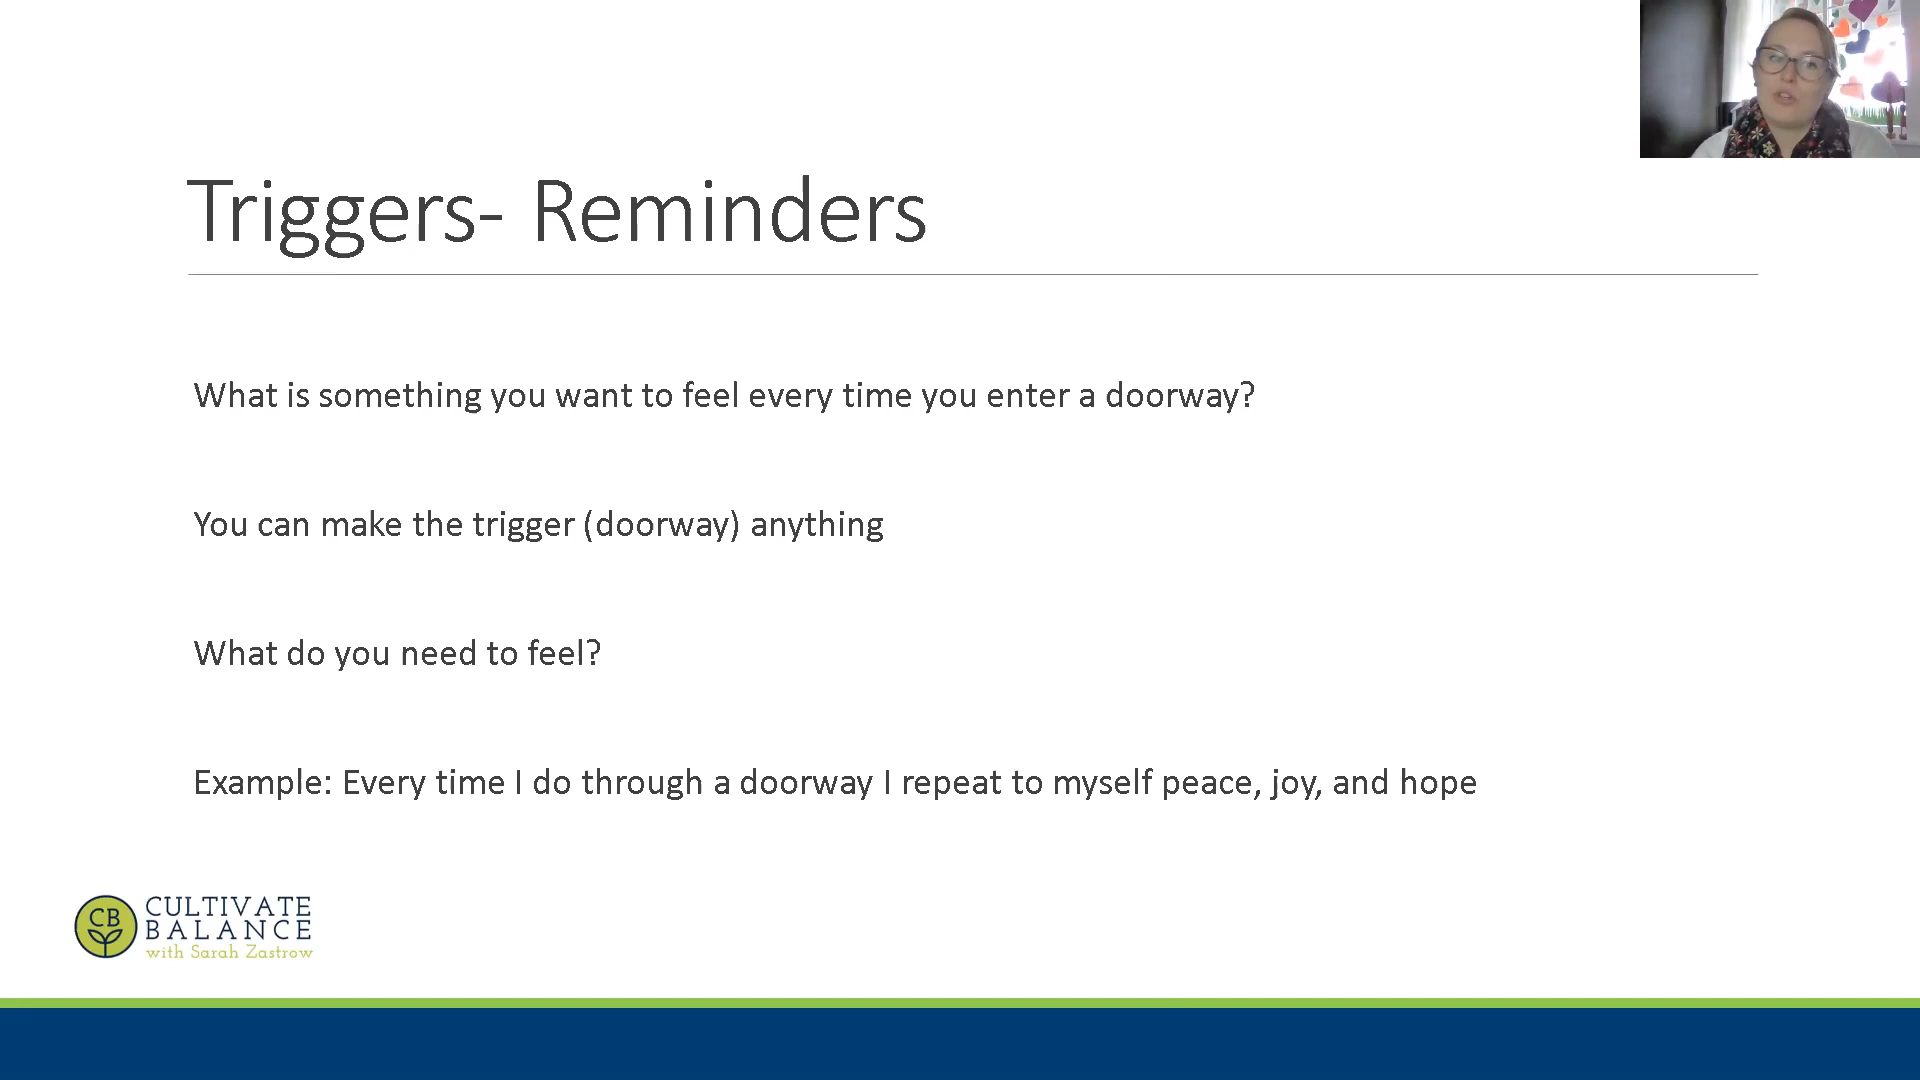 Triggers- Reminders
What is something you want to feel every time you enter a doorway?
You can make the trigger (doorway) anything
What do you need to feel?
Example: Every time I do through a doorway I repeat to myself peace, joy, and hope
CB
CULTIVATE
BALANCE
with Sarah Zastrow